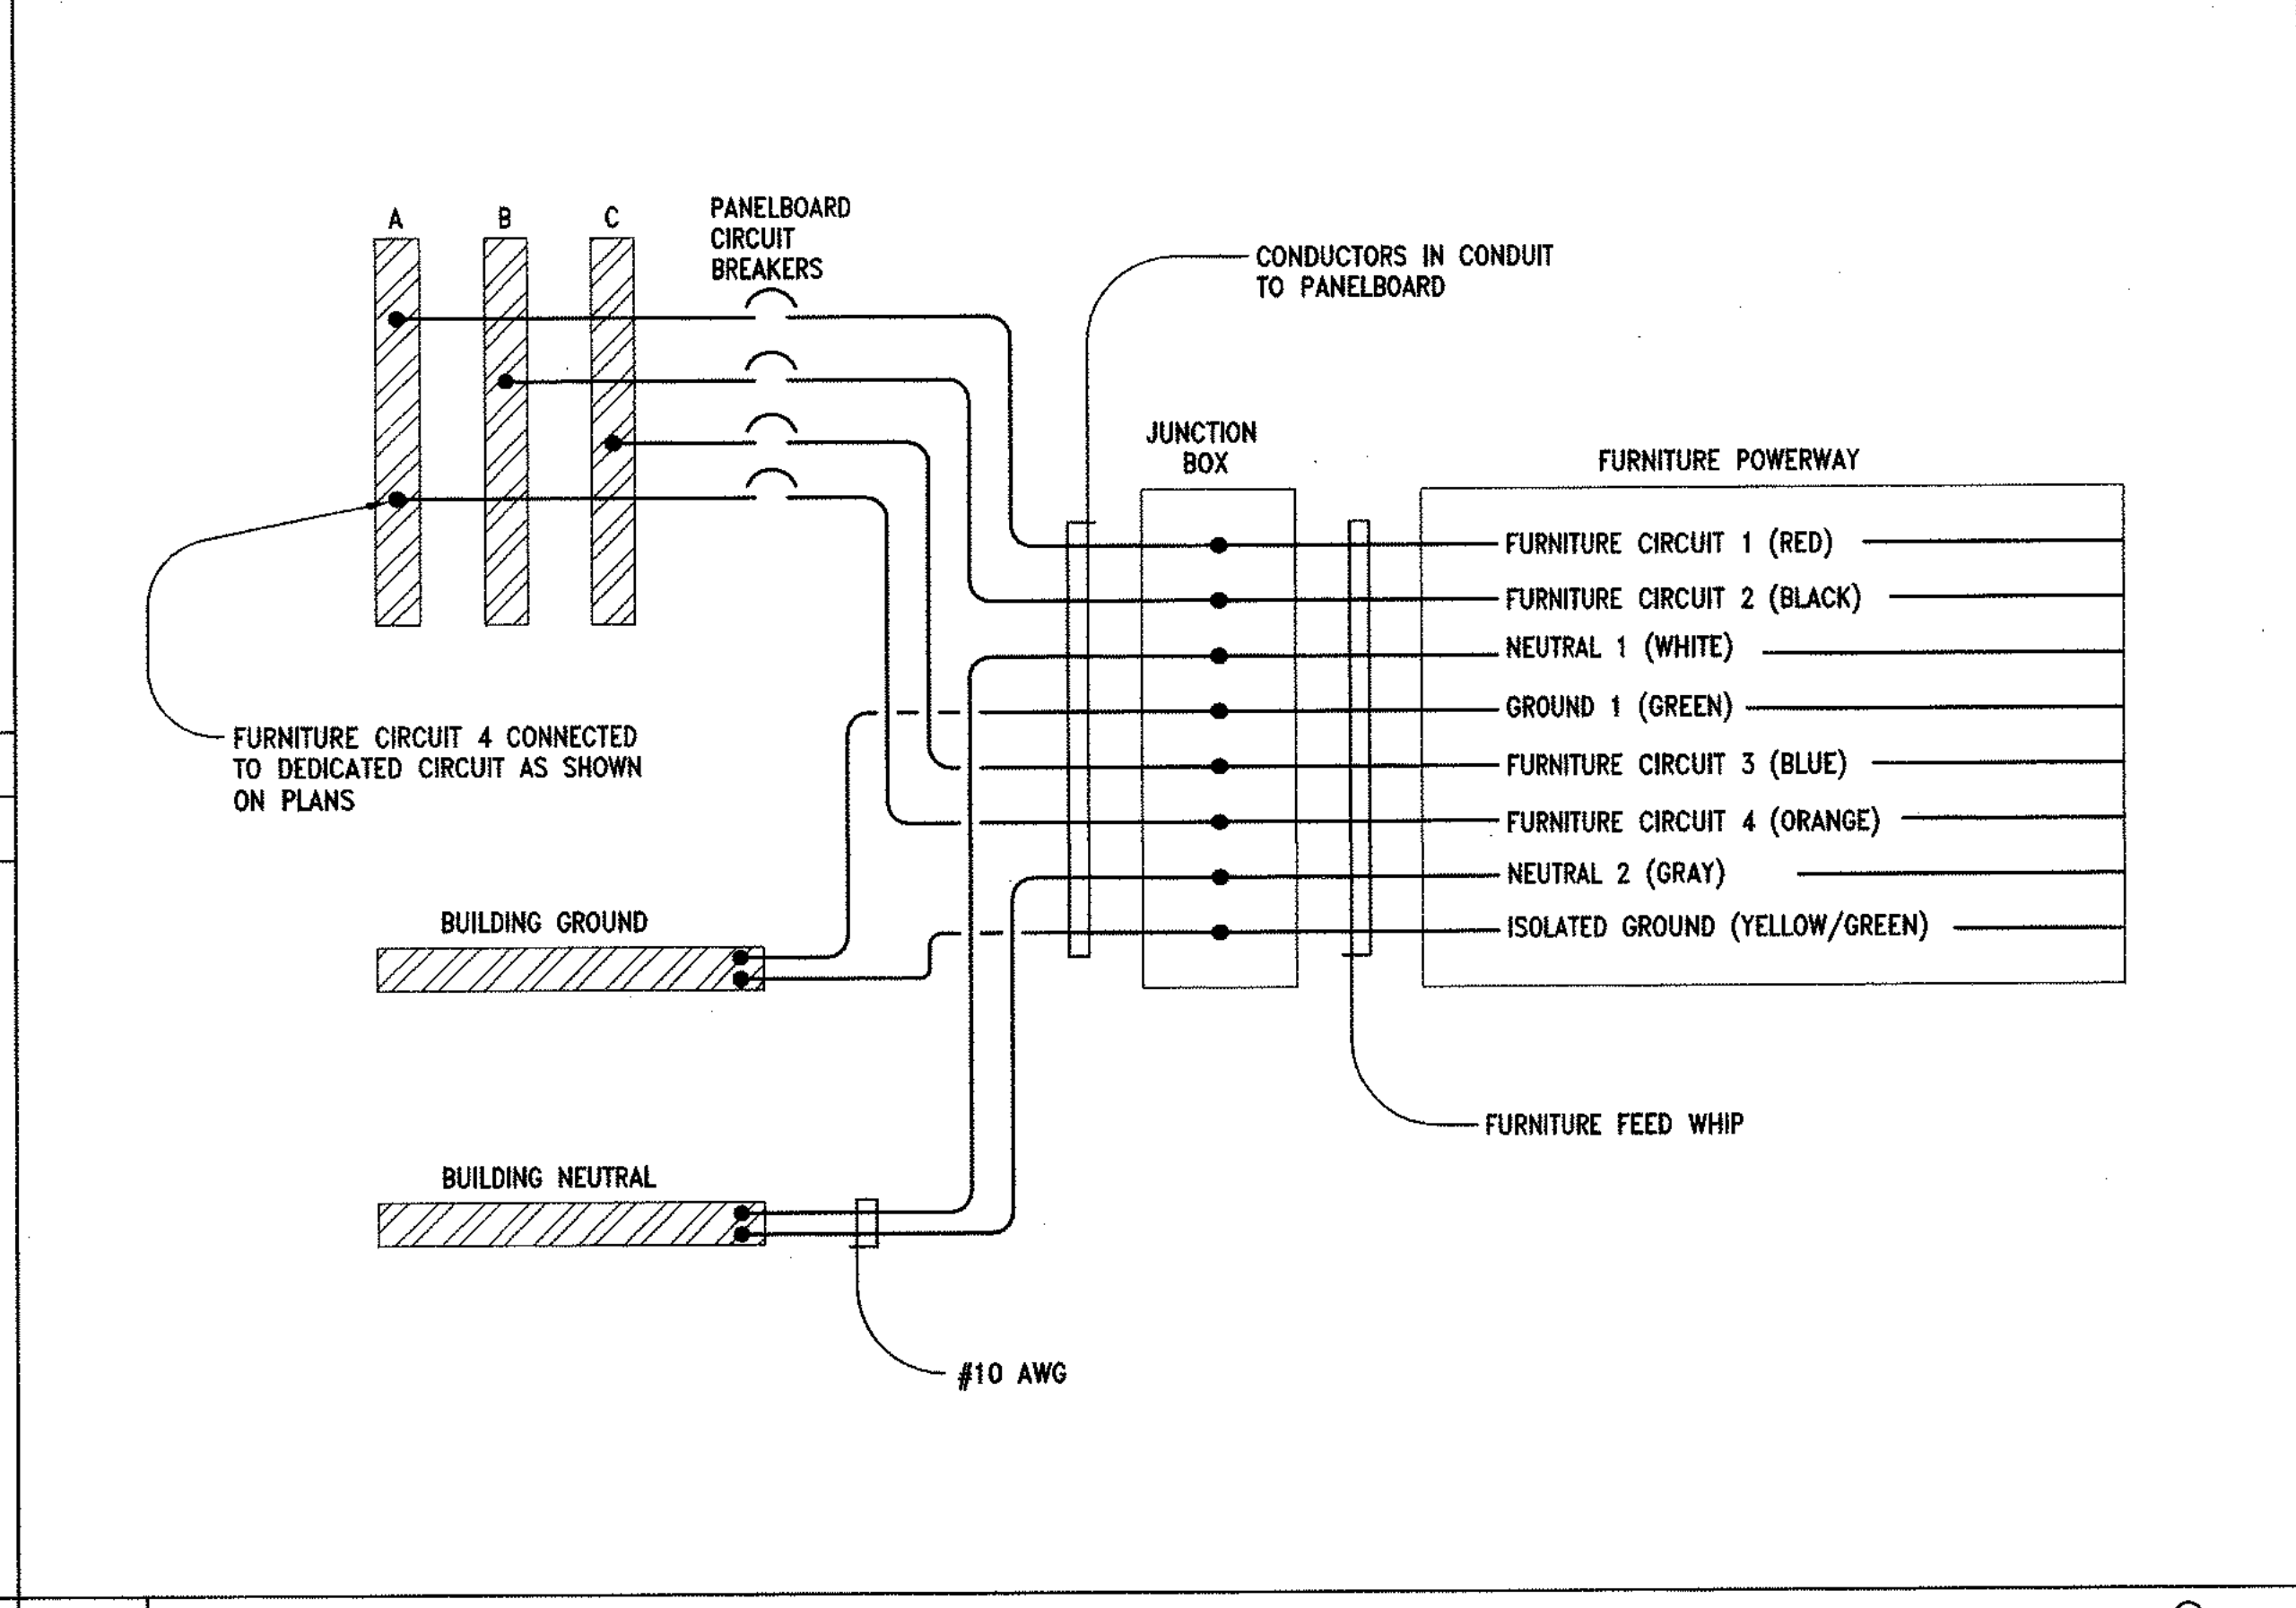 A
B
C
PANELBOARD
CIRCUIT
BREAKERS
CONDUCTORS IN CONDUIT
TO PANELBOARD
JUNCTION
BOX
FURNITURE POWERWAY
FURNITURE CIRCUIT 1 (RED)
FURNITURE CIRCUIT 2 (BLACK)
NEUTRAL 1 (WHITE)
GROUND 1 (GREEN)
FURNITURE CIRCUIT 3 (BLUE)
FURNITURE CIRCUIT 4 (ORANGE)
NEUTRAL 2 (GRAY)
ISOLATED GROUND (YELLOW/GREEN)
FURNITURE CIRCUIT 4 CONNECTED
TO DEDICATED CIRCUIT AS SHOWN
ON PLANS
BUILDING GROUND
FURNITURE FEED WHIP
BUILDING NEUTRAL
#10 AWG